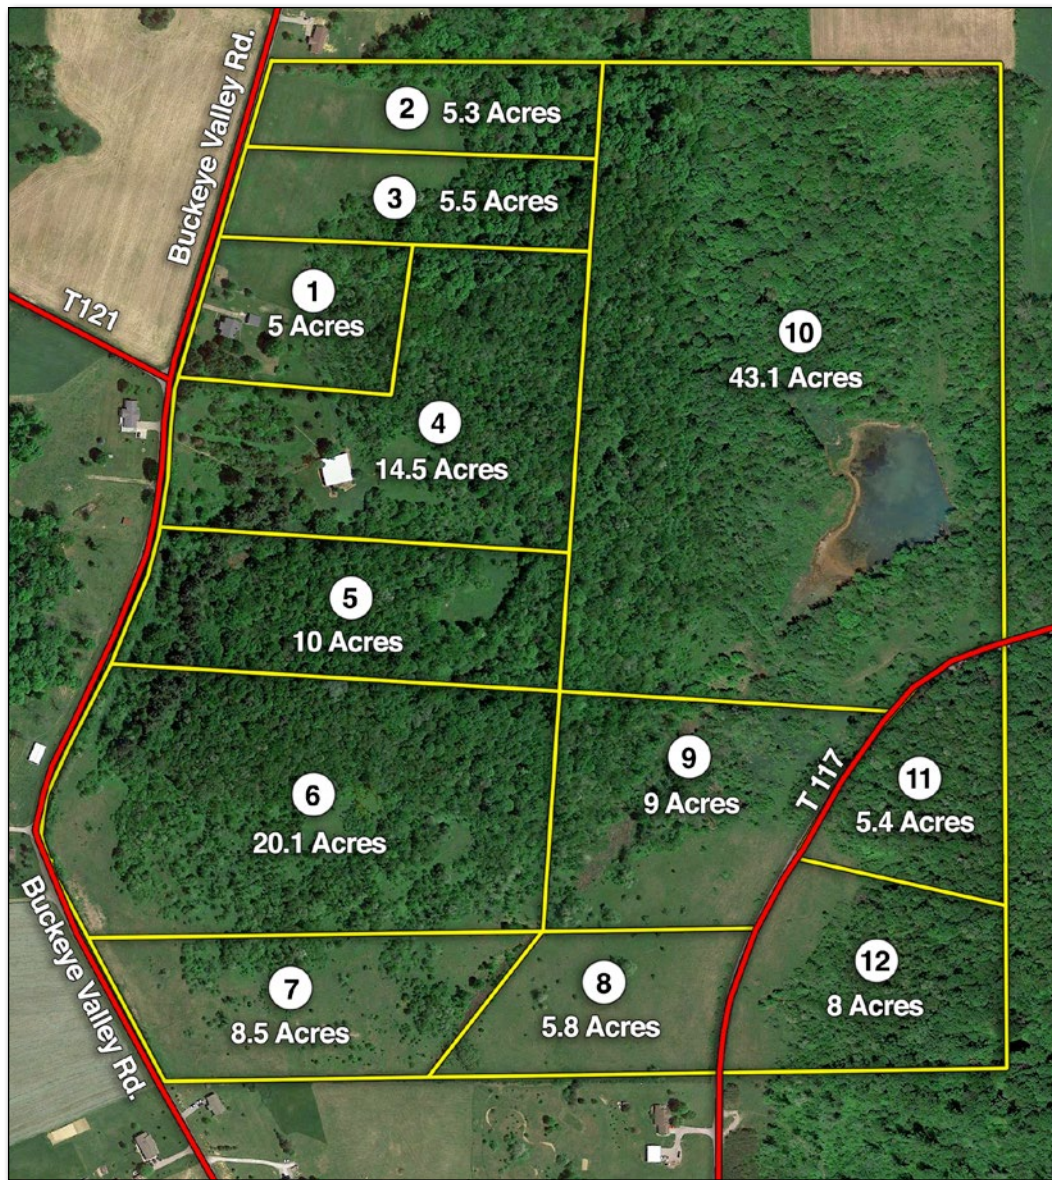 Buckeye Valley Rd.
2 5.3 Acres
3 5.5 Acres
1
5 Acres
T121
10
43.1 Acres
4
14.5 Acres
5
10 Acres
6
20.1 Acres
9
9 Acres
T 117
11
5.4 Acres
Buckeye Valley Rd.
7
8.5 Acres
8
5.8 Acres
12
8 Acres